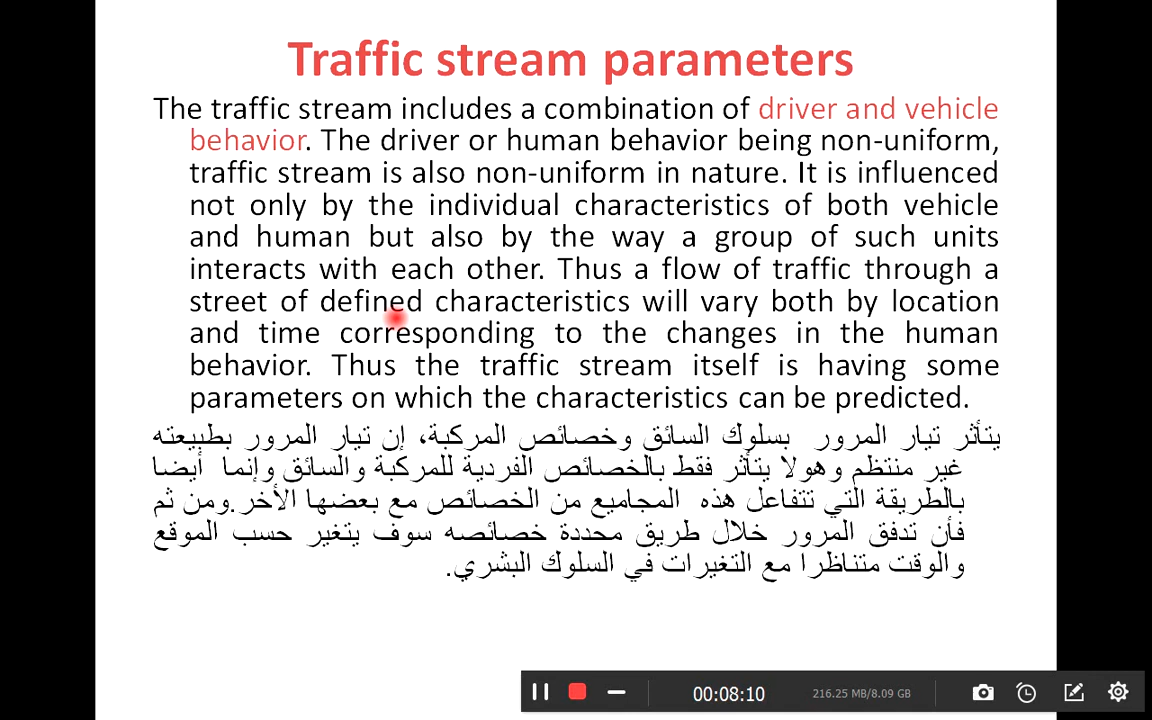 Traffic stream parameters
The traffic stream includes a combination of driver and vehicle
behavior. The driver or human behavior being non-uniform,
traffic stream is also non-uniform in nature. It is influenced
not only by the individual characteristics of both vehicle
and human but also by the way a group of such units
interacts with each other. Thus a flow of traffic through a
street of defined characteristics will vary both by location
and time corresponding to the changes in the human
behavior. Thus the traffic stream itself is having some
parameters on which the characteristics can be predicted.
يتأثر تيار المرور بسلوك السائق وخصائص المركبة، إن تيار المرور بطبيعته
غير منتظم وهولا يتأثر فقط بالخصائص الفردية للمركبة والسائق وإنما أيضا
بالطريقة التي تتفاعل هذه المجاميع من الخصائص مع بعضها الأخر.ومن ثم
فأن تدفق المرور خلال طريق محددة خصائصه سوف يتغير حسب الموقع
والوقت متناظرا مع التغيرات في السلوك البشري.
00:08:10
216.25 MB/8.09 GB